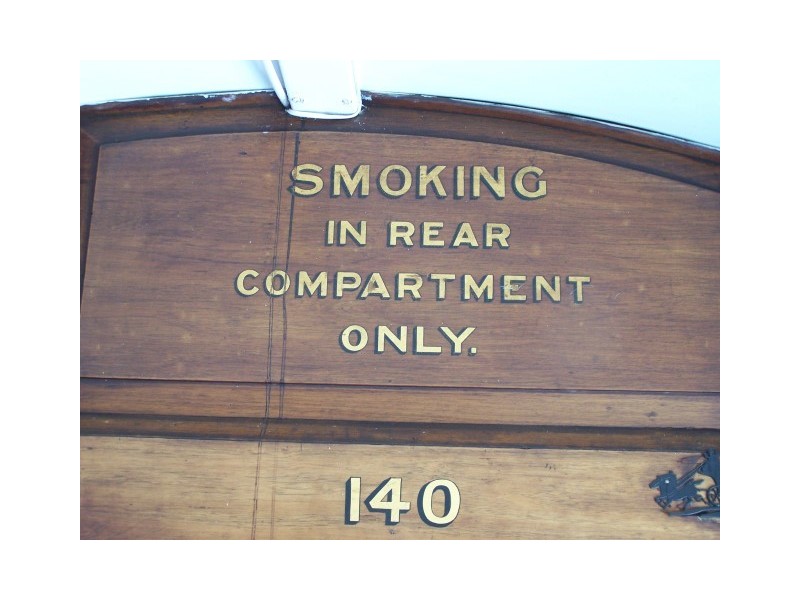 SMOKING
IN REAR
COMPARTMENT
ONLY.
140